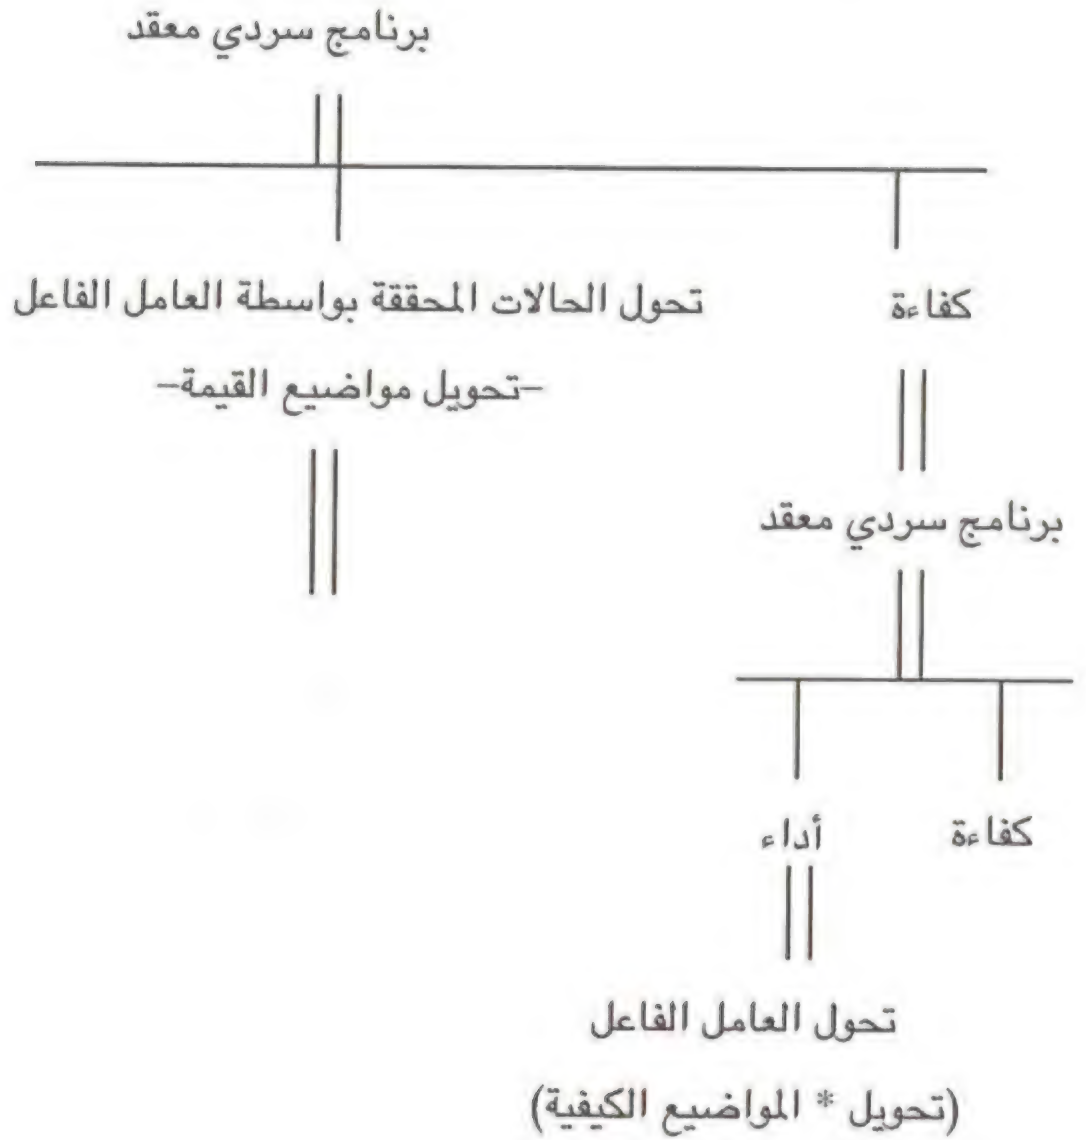 برنامج سردي معقد
كفاءة
تحول الحالات المحققة بواسطة العامل الفاعل
–تحويل مواضيع القيمة–
برنامج سردي معقد
كفاءة
أداء
تحول العامل الفاعل
(تحويل * المواضيع الكيفية)